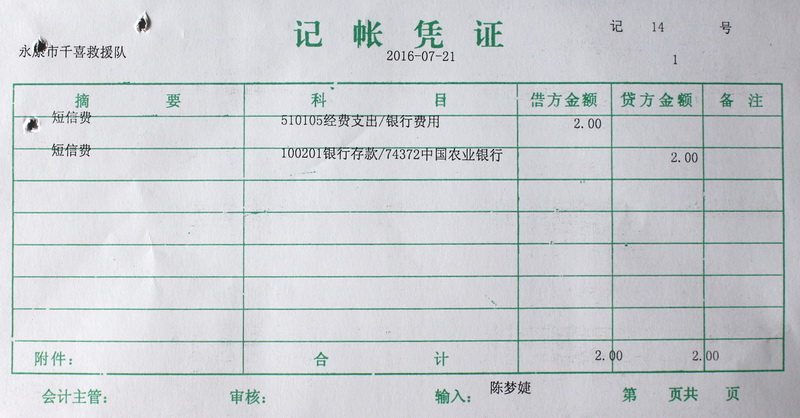 记帐凭证
记 14 号
永康市千喜救援队
2016-07-21
1
摘要 科目 借方金额 贷方金额 备注
短信费 510105经费支出/银行费用 2.00
短信费 100201银行存款/74372中国农业银行 2.00
附件: 合计 2.00 2.00
会计主管: 审核: 输入: 陈梦婕 第 页共 页